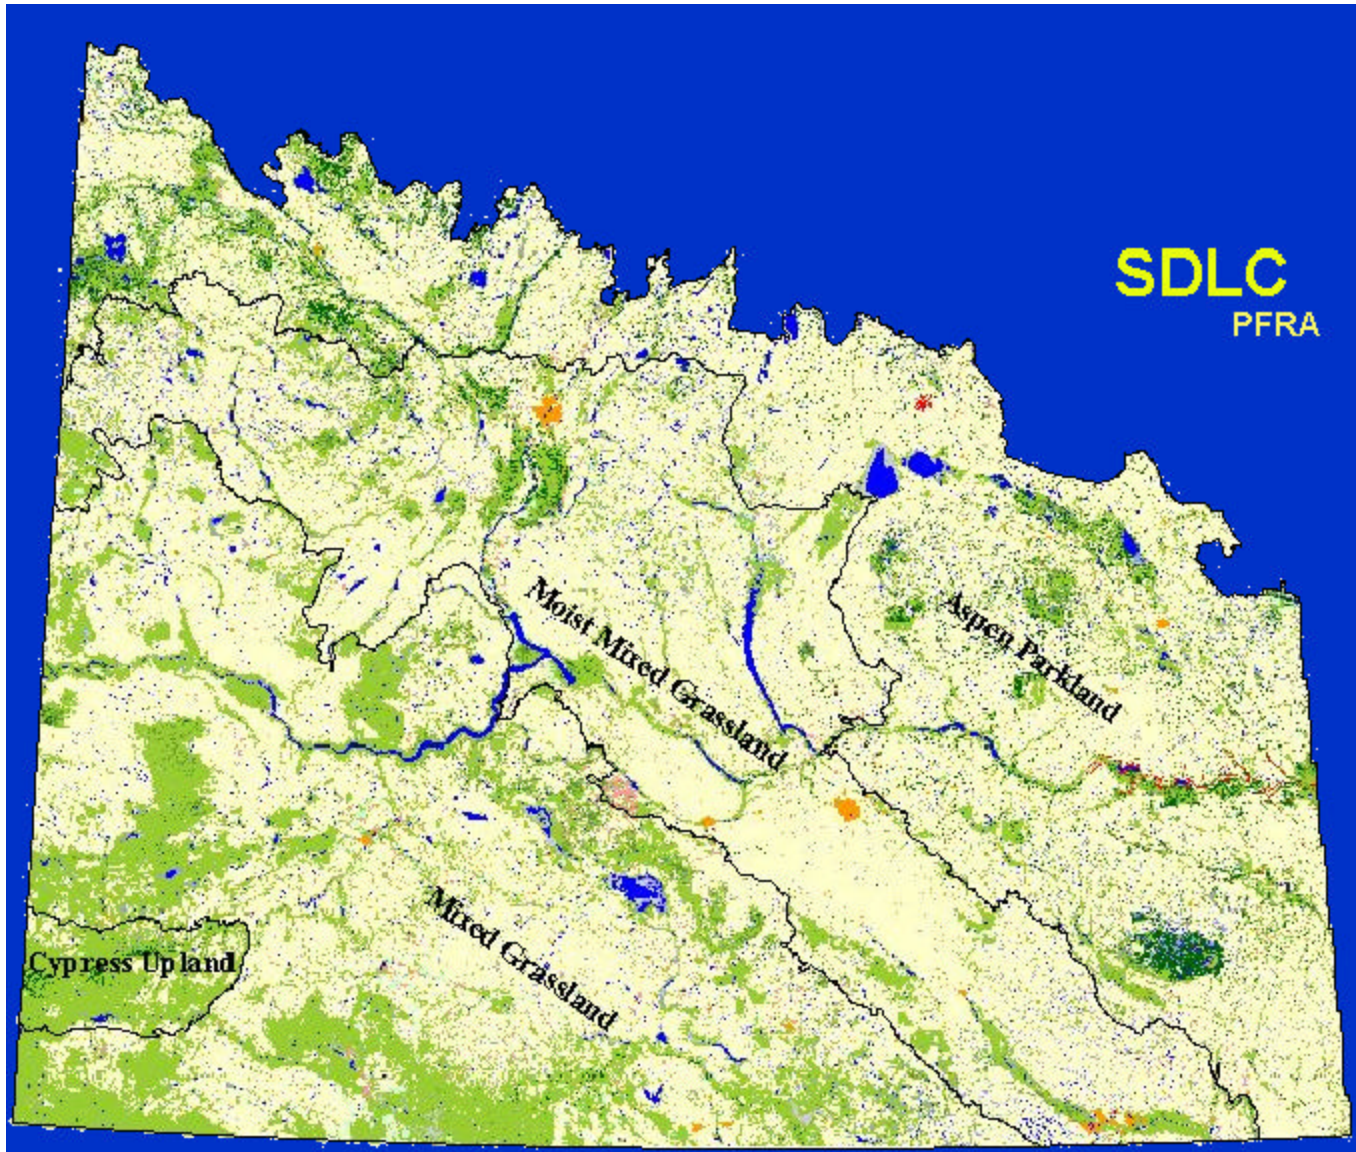 SDLC
PFRA
Moist Mixed Grassland
Aspen Parkland
Mixed Grassland
Cypress Upland